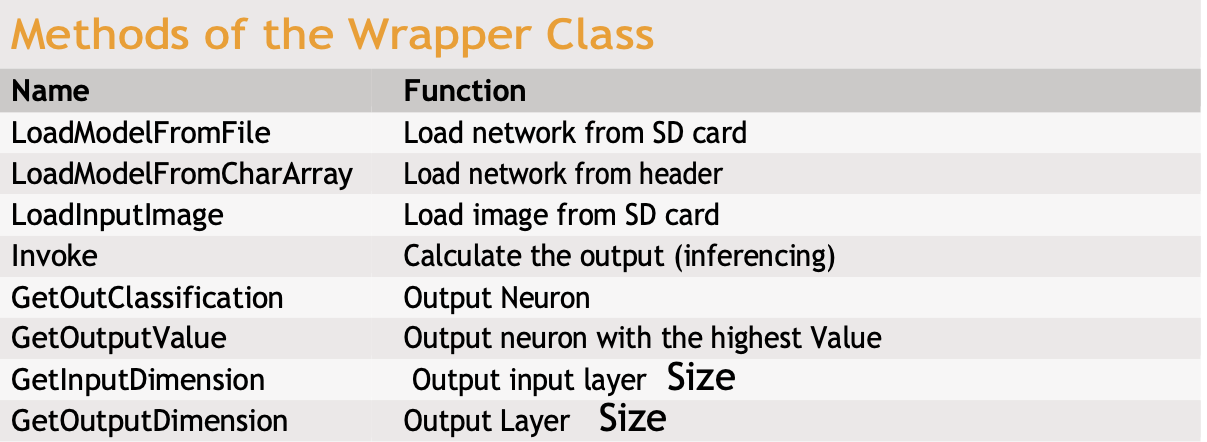 Methods of the Wrapper Class
Name Function
LoadModelFromFile Load network from SD card
LoadModelFromCharArray Load network from header
LoadInputImage Load image from SD card
Invoke Calculate the output (inferencing)
GetOutClassification Output Neuron
GetOutputValue Output neuron with the highest Value
GetInputDimension Output input layer Size
GetOutputDimension Output Layer Size